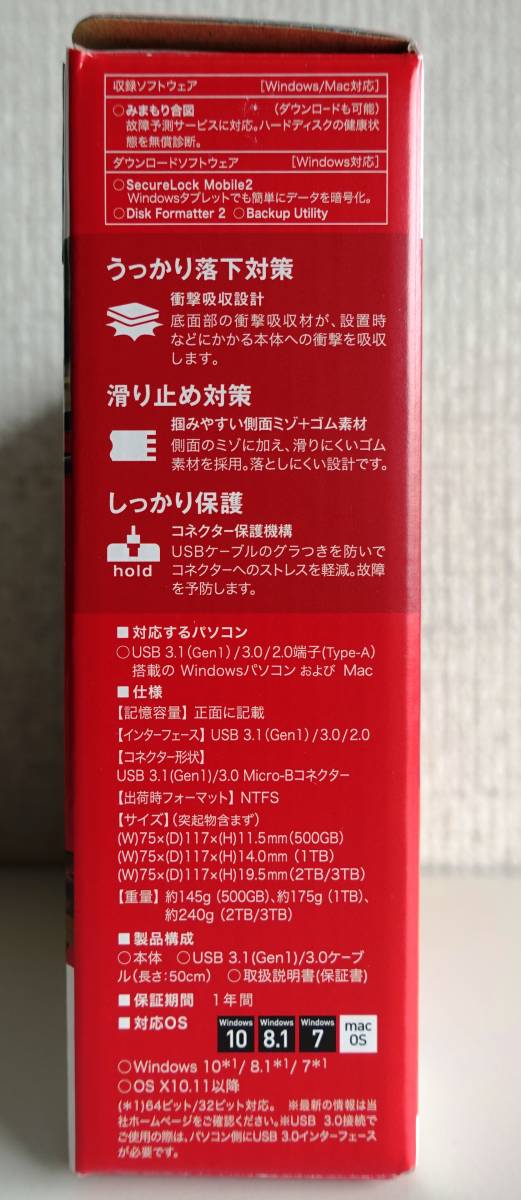 収録ソフトウェア [Windows/Mac対応]
○みまもり合図 (ダウンロードも可能)
故障予測サービスに対応。ハードディスクの健康状
態を無償診断。
ダウンロードソフトウェア [Windows対応]
○SecureLock Mobile2
Windowsタブレットでも簡単にデータを暗号化。
○Disk Formatter 2 ○Backup Utility
うっかり落下対策
衝撃吸収設計
底面部の衝撃吸収材が、設置時
などにかかる本体への衝撃を吸収
します。
滑り止め対策
掴みやすい側面ミゾ+ゴム素材
側面のミゾに加え、滑りにくいゴム
素材を採用。落としにくい設計です。
しっかり保護
コネクター保護機構
hold
USBケーブルのグラつきを防いで
コネクターへのストレスを軽減。故障
を予防します。
■対応するパソコン
○USB 3.1(Gen1)/3.0/2.0端子(Type-A)
搭載の Windowsパソコン および Mac
■仕様
【記憶容量】 正面に記載
【インターフェース】 USB 3.1(Gen1)/3.0/2.0
【コネクター形状】
USB 3.1(Gen1)/3.0 Micro-Bコネクター
【出荷時フォーマット】 NTFS
【サイズ】(突起物含まず)
(W)75×(D)117×(H)11.5mm(500GB)
(W)75×(D)117×(H)14.0mm (1TB)
(W)75×(D)117×(H)19.5mm(2TB/3TB)
【重量】 約145g (500GB)、約175g (1TB)、
約240g (2TB/3TB)
■製品構成
○本体 ○USB 3.1(Gen1)/3.0ケーブ
ル(長さ:50cm) ○取扱説明書(保証書)
■保証期間 1年間
■対応OS Windows 10 Windows 8.1 Windows 7 mac OS
○Windows 10*1/ 8.1*1/ 7*1
○OS X10.11以降
(*1)64ビット/32ビット対応。 ※最新の情報は当
社ホームページをご確認ください。※USB 3.0接続で
ご使用の際は、パソコン側にUSB 3.0インターフェース
が必要です。